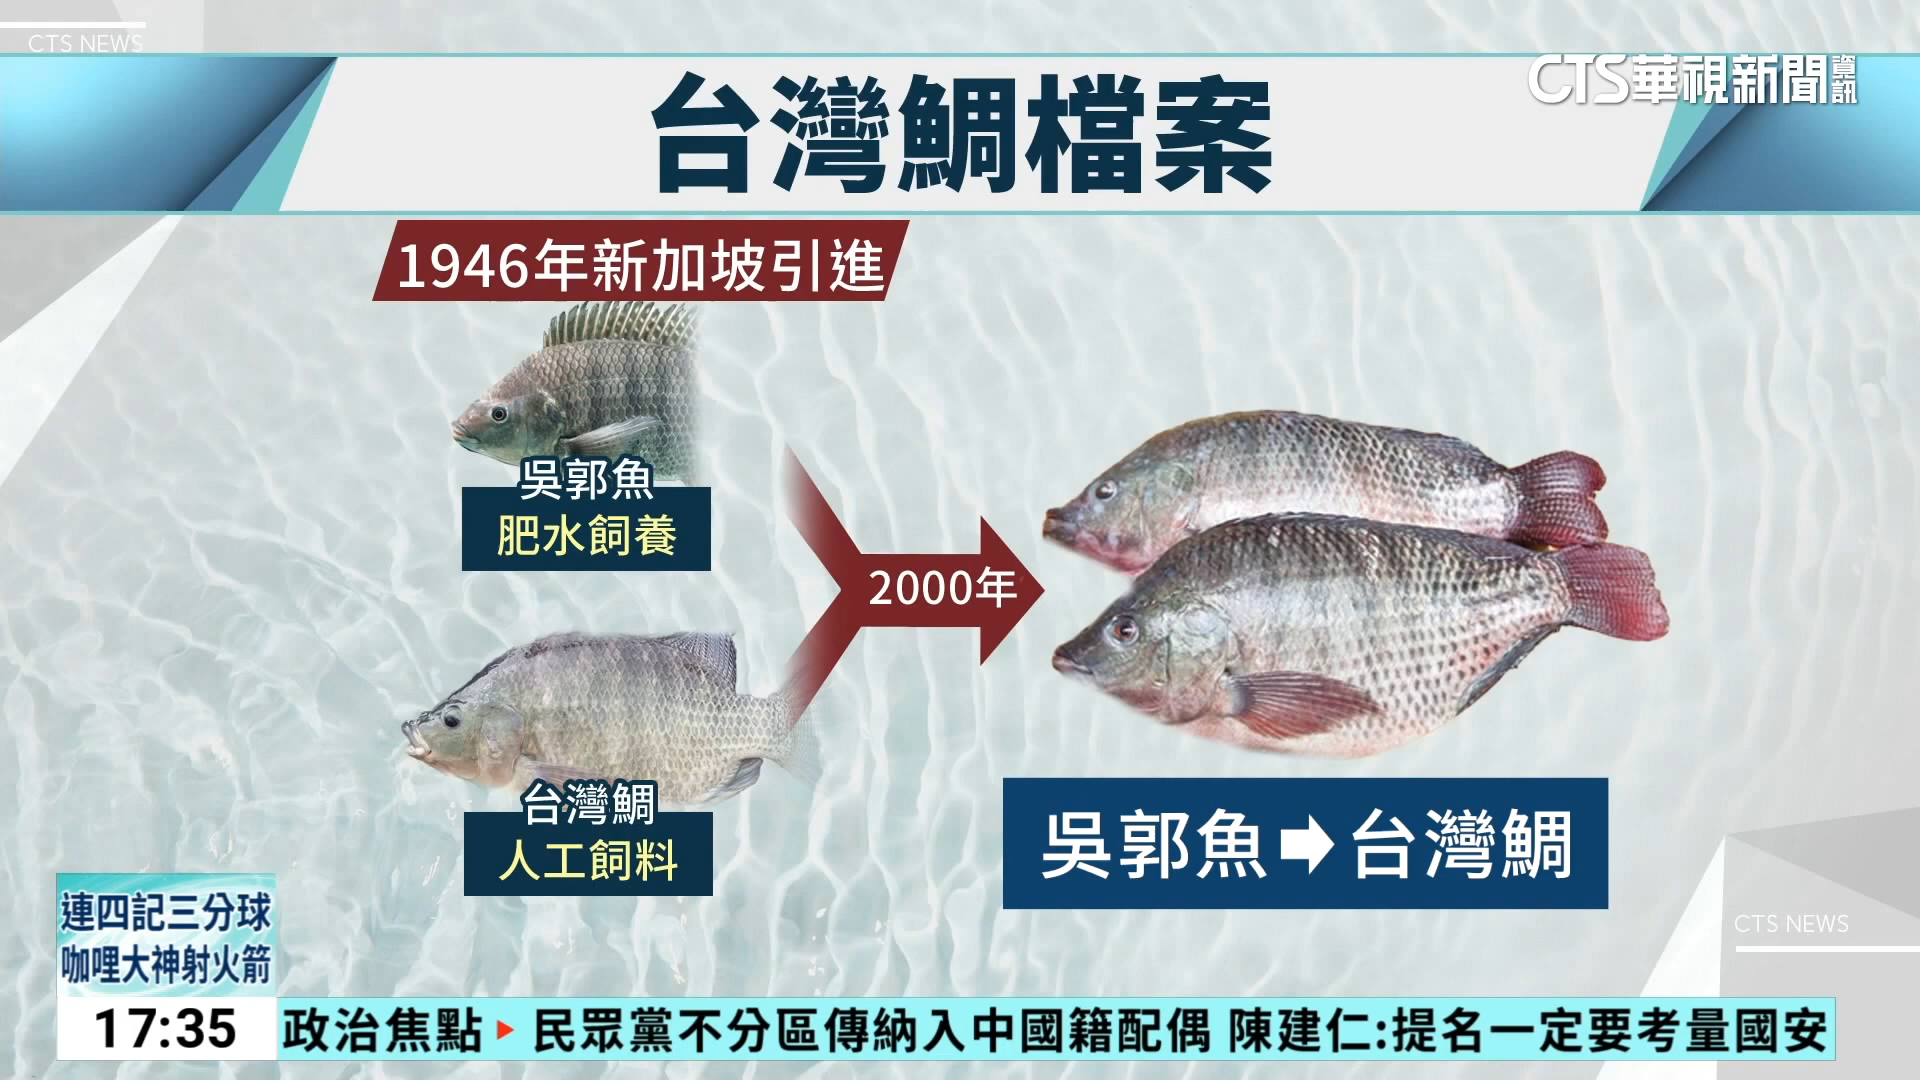 CTS NEWS
CTS華視新聞資訊
台灣鯛檔案
1946年新加坡引進
吳郭魚
肥水飼養
2000年
台灣鯛
人工飼料
吳郭魚➡台灣鯛
連四記三分球
咖哩大神射火箭
CTS NEWS
17:35
政治焦點▶民眾黨不分區傳納入中國籍配偶 陳建仁:提名一定要考量國安